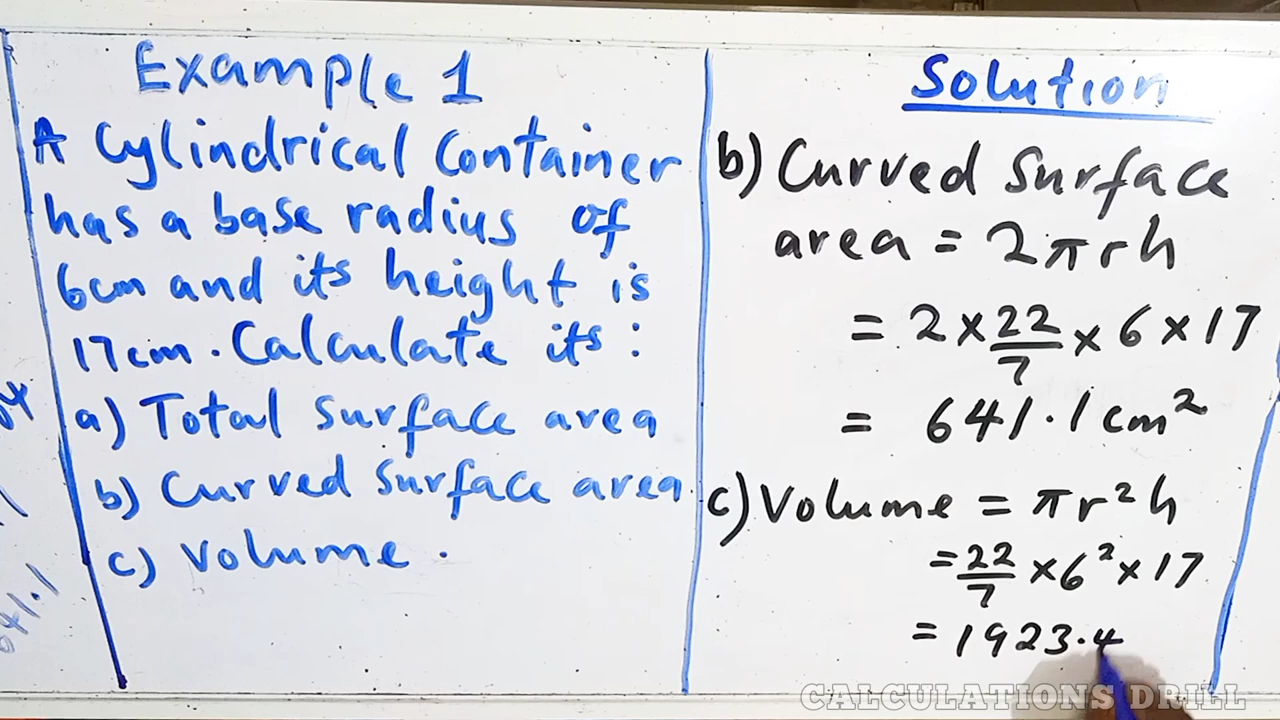 Example 1
A Cylindrical Container
has a base radius of
6cm and its height is
17cm. Calculate its:
a) Total surface area
b) Curved surface area
c) Volume.
Solution
b) Curved surface
area = 2πrh
= 2 × 22/7 × 6 × 17
= 641.1 cm²
c) Volume = πr²h
= 22/7 × 6² × 17
= 1923.4
CALCULATIONS DRILL
641.1